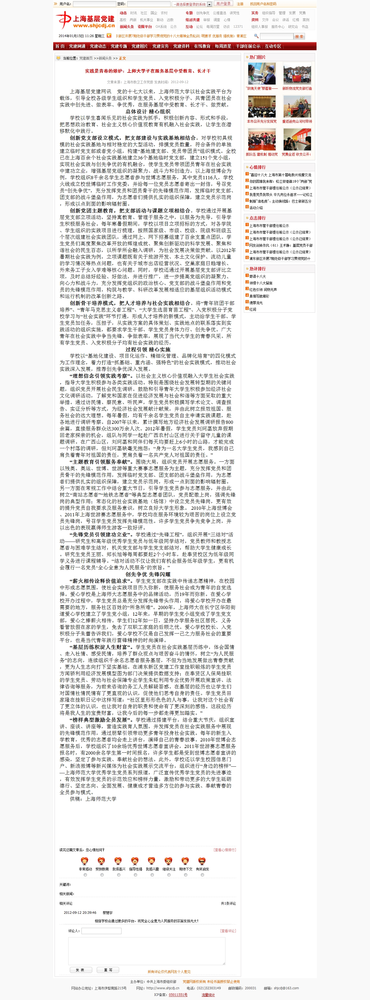 用户名： 密码： --请选择要登录的系统 用户登录 注册 找回用户名和密码
上海基层党建
www.shjcdj.cn
动态 时讯 社区 国企 农村
高校 两新 机关事业 联动 远教
新闻头条 设限平台 OA系统 公示
专题 创先争优 公推直选 讲党性
结对共建 举报 调查 心情
互动 论坛 每周双星 访谈 12371
实务 组织指导 管理 发展 党费
资料 文件 会议 讲话 红榜 案例
组织人事报 服务中心 研究会 书店
2014年01月15日 11:26 星期三 东新区开展7期处级干部学习贯彻党的十八大精神全员轮训; 明要求 优服务 强机制：青浦区 搜 索
首 页 党建网通 党建动态 党建专题 党建图片 党建实务 党建资料 在线教育 每周双星 干部任前公示 互动专区
当前位置：党建首页 >>新闻头条 >> 正文
实践是青春的熔炉：上师大学子在服务基层中受教育、长才干
文章来源：上海市教卫工作党委 发表时间：2012-09-12
上海基层党建网讯 党的十七大以来，上海师范大学以社会实践平台为
载体，引导全校各级学生组织和学生党员、入党积极分子、共青团员在社会
实践中创先进、做表率、争优秀，在服务基层中受教育、长才干、做贡献。
总体设计 精心组织
学校以学生喜闻乐见的社会实践为抓手，积极创新内容、形式和手段，
把思想政治教育、社会主义核心价值观教育有机融入社会实践，让学生在潜
移默化中践行。
创新党支部设立模式，把支部建设与实践基地相结合。对学校初具规
模的社会实践基地与相对稳定的大型活动，排摸党员数量，符合条件的单独
建立临时党支部或者党小组，构建“基地建支部、党员带团员”组织模式。全校
已在上海百余个社会实践基地建立36个基地临时党支部，建立151个党小组，
实现社会实践与创先争优的有机融合，使广大学生党员带领团员青年在社会实
践中建功立业，增强基层党组织的凝聚力、战斗力和创造力。以上海世博会为
例，学校组织8千余名学生志愿者参与世博志愿服务，其中党员1116人，学校
火线成立校世博临时工作党委，并给每一位党员志愿者寄出一封信，号召党
员“创先争优”，充分发挥党员和团员骨干的先锋模范作用，发挥临时党支部、
团支部的战斗堡垒作用，为志愿者们提供扎实的组织保障，建立党员示范岗
，形成以点到面的影响辐射圈。
创新党团主题教育，把支部活动与课题立项相结合。学校通过开展基
层党支部立项活动，坚持寓教育、管理于服务之中，以服务为引领，引导学
生积极服务社会。每年寒暑假期间，学校以项目立项招标的方式，对各学院
、学生组织的实践项目进行梳理，按照国家级、市级、校级、院级和班级五
个层次组建社会实践团队，通过网上、网下招募组建了百余支重点团队。学
生党员们高度聚焦改革开放的辉煌成就、聚焦创新驱动的科学发展、聚焦和
谐社会的民生百态，以所学所会融入调研，为社会发展决策做贡献。以2012年
暑期社会实践为例，立项课题既有关于旅游开发、本土文化保护、流动儿童
的学习情况等热点问题，也有关于城市出店经营状况、空巢家庭日趋增长、
外来务工子女入学难等核心问题。同时，学校还通过开展基层党支部评比立
项，及时总结好经验、好做法，并进行推广，进一步提高党组织的凝聚力、
向心力和战斗力，充分发挥党组织的政治核心、党支部的战斗堡垒作用和党
员的先锋模范作用，构筑与教学、科研改革发展相适应的基层组织活动模式
和运行机制的改革创新之路。
创新骨干培养模式，把人才培养与社会实践相结合。将“青年班团干部
培养”、“青年马克思主义者工程”、“大学生选苗育苗工程”、入党积极分子党
校学习与“社会实践”环节打通，形成人才培养的新模式，主动给学生干部、学
生党员加任务，压担子，从实践方案的具体策划、实践地点的联系落实到实
践活动的组织开展，学生干部、学生党员身体力行、创先争优。广大
青年在社会实践中争当先锋、争做表率，展现了当代大学生的精神风采。所
有学生党员、入党积极分子均有社会实践的经历，
过程引领 精心实施
学校以“基地化建设、项目化运作、精细化管理、品牌化培育”的四化模式
为工作理念，着力打造“抓基础、重内涵、强特色”的社会实践模式，推动社会
实践深入发展，推荐创先争优深入发展。
“理想信念引领实践考察”。以社会主义核心价值观融入大学生社会实践
，指导大学生积极参与各类实践活动。特别是围绕社会发展转型期的关键问
题，组织党员开展社会民生调研。鼓励和引导青年大学生积极参加经济社会
文化调研活动，了解党和国家在促进经济发展与社会和谐等方面采取的重大
举措。通过访民情、察民意、听民声，学生党员积极撰写学术论文、调查报
告、实证分析等方式，为经济社会发展献计献策，并由此树立报效祖国、服
务社会的远大理想。每年暑假，均有千余名学生党员自主申请实践课题，赴
各地进行调研考察。自2007年以来，累计撰写地方经济社会发展调研报告800
余篇，直接服务群众达300万余人次。2012年暑假，学生党员刘珂菡放弃假期
回老家探亲的机会，组队与同学一起赴广西农村山区进行关于留守儿童的课
题调研。在广西山区，刘珂菡和同伴们每天均要赶上6小时的山路，才能完成
一个村落的调研，但刘珂菡缺毫无抱怨：“身为一名大学生党员，我感到自己
肩负着青年对祖国的责任，更肩负着一名共产党人对祖国的责任。”
“主题教育引领服务奉献”。围绕大局，组织党员开展志愿服务。一方面
以残奥、奥运、世博、世游等重大赛事志愿服务为主题，充分发挥党员和团
员骨干的先锋模范作用，发挥临时党支部、团支部的战斗堡垒作用，为志愿
者们提供扎实的组织保障，建立党员示范岗，形成一点到面的影响辐射圈。
另一方面在常规工作中结合重大节日，引导学生党员参与志愿服务，并由此
树立“南站志愿者”“地铁志愿者”等典型志愿者团队，党员配徽上岗，强调先锋
岗的典型作用；常态化的社会实践基地（场馆）中设立党员先锋岗，更有效
的提升党员自我要求及服务意识，树立良好大学生形象。 2010年上海世博会
、2011年上海世游赛志愿服务中，学校均在服务环境较为艰苦的岗位上设立党
员先锋岗，号召学生党员发挥先锋模范性。许多学生党员争先竞争上岗，并
以出色的表现赢得师生游客一致好评。
“先锋党员引领建功立业”。学校通过“先锋工程”，组织开展“三结对”活
动——研究生和高年级优秀学生党员与低年级同学结对，党员教师和教授志
愿者与困难学生结对，机关党支部与学生党支部结对，帮助大学生健康成长
。研究生党员王丽、郑长旭等每周都要赶2个小时车，赴奉贤校区为低年级同
学义务进行课程辅导。“结对活动不仅让我们有机会服务低年级学生，更有机
会履行一名党员‘全心全意为人民服务’的宗旨。”
创先争优 先锋闪耀
“薪火相传诠释价值追求”。学生党支部在实践中传递志愿精神，在校园
中形成志愿氛围，使社会实践项目历久弥新，使服务社会成为青年的自觉选
择。爱心学校是上海师大志愿服务中的品牌活动，历19年而弥新。在爱心学
校开办过程中，学生党员总是充分发挥先锋带头作用，将爱心学校开办在最
需要的地方，服务社区百姓的“所急所难”。2000年，上海师大在长宁区华阳街
道爱心学校建立了学生党小组，12年来，早期的学生党小组变成了学生党支
部，爱心之棒薪火相传。学生们12年如一日，坚持办学服务社区居民，义务
看管放假在家的学生，免去了双职工家庭的后顾之忧。爱心学校校长、入党
积极分子朱蕾告诉我们，爱心学校不仅是自己发挥一己之力服务社会的重要
平台，也是当代青年践行雷锋精神的时尚演绎。
“基层历练积淀人生财富”。学生党员在社会实践基层历练中，体会国情
、走入社情、感受民情，培养了群众观点与艰苦奋斗的情怀，树立“为人民服
务”的志向，连续组织千余名志愿者服务基层，不但为当地发展做出青春贡献
，更为人生志向打下坚实基础。在浦东新区党建工作室挂职锻炼的学生党员
方闻骄利用经济发展模型图为部门决策提供数据支持；在奉贤区人保局挂职
的学生党员、劳动与社会保障专业学生朱虹利用专业优势开展政策宣讲、法
律咨询等服务，为前来咨询的务工人员解疑答惑。在基层的经历也让学生们
对国情社情民情有了更直观的认识，促使他们思考自身的责任。学生党员田
家隆在挂职日记中这样写道：“社区里形形色色的人与事，让我对这个社会有
了更立体的认识，也让我对自身的职责和使命有了更深刻的感悟。这段经历
将是我人生的宝贵财富，让我今后的每一步都走得更加踏实。”
“榜样典型激励全员发展”。学校通过搭建平台，结合重大节庆，组织宣
讲、座谈、讲座等，营造实践育人氛围，并发挥党员在社会实践服务中展现
的先锋模范作用，通过朋辈引领带动更多青年投身社会实践。每年的新生入
学教育，优秀的志愿者均会走上讲台，演绎自己的青春故事。2010年世博会志
愿服务后，学校组织了10余场优秀世博志愿者宣讲会，2011年世游赛志愿服务
报名时，有2000余名学生第一时间报名，许多学生都是受到世博志愿者宣讲的
感染，坚定了参与实践、奉献社会的想法。此外，学校还以学生校园信息门
户、新浪微博等新兴媒体为社会实践展示交流平台，组织进行“身边的榜样”—
—上海师范大学优秀学生党员系列报道，广泛宣传优秀学生党员的先进事迹
，有效发挥学生党员的示范效应和榜样力量，激励和带动更多的大学生砥砺
德行、坚定志向、全面发展、健康成才营造多方位的参与实践、奉献青春的
全员参与模式。
供稿：上海师范大学
读完这篇文章后，您心情如何？ [查看心情排行]
非常感动 受到教育 我很高兴 指导性强 我感兴趣 继续关注 期待下文 有所启发
关键词：
相关新闻：
相关评论 共1条评论
2012-09-12 20:39:46 蔡慧宇
相信学校会通过更多的平台，将党全心全意为人民服务的宗旨发扬光大！
评论人： [查看评论]
发 表 重 写 所有评论仅代表网友个人意见
热门图片
“玫瑰天使”蔡蕴敏—— 新跃物流党支部打造
本市召开充分发挥党 重返逊克山河村带领
抓队伍 建机制 推动党 党费全返 收支公开：
心情排行
1 “喜迎十八大 上海市第十届电教片观摩交流
2 你的困难我来帮：松江泖港镇18个“两新”党
3 上海市市管干部提任前公示（公示已结束）
4 我是党员我带头 平凡岗位永追求——记松江
5 制服“油老虎”、主动换线路：巴士新新五分
6 活动介绍
点击排行
1 上海市市管干部提任前公示
2 上海市市管干部提任前公示（公示已结束）
3 上海市市管干部提任前公示（公示已结束）
4 网友说转作风（61）王术静：基层党员干部
5 上海市市管干部提任前公示（公示已结束）
6 浦东新区开展7期处级干部学习贯彻党的十
热评排行
1 寄语十八大
2 领悟十八大留言
3 红色引领 润物无声
4 真情写就精彩
5 德厚流光
6 红润
主办单位：中共上海市委组织部 党建网版权所有 未经书面授权禁止使用
网站办公地址：上海市伊犁南路215号 网址：http://www.shjcdj.cn 电话：(021)32303149 邮政编码：200031 邮箱：shjcdj@163.com
ICP备案：05011551号 流量统计